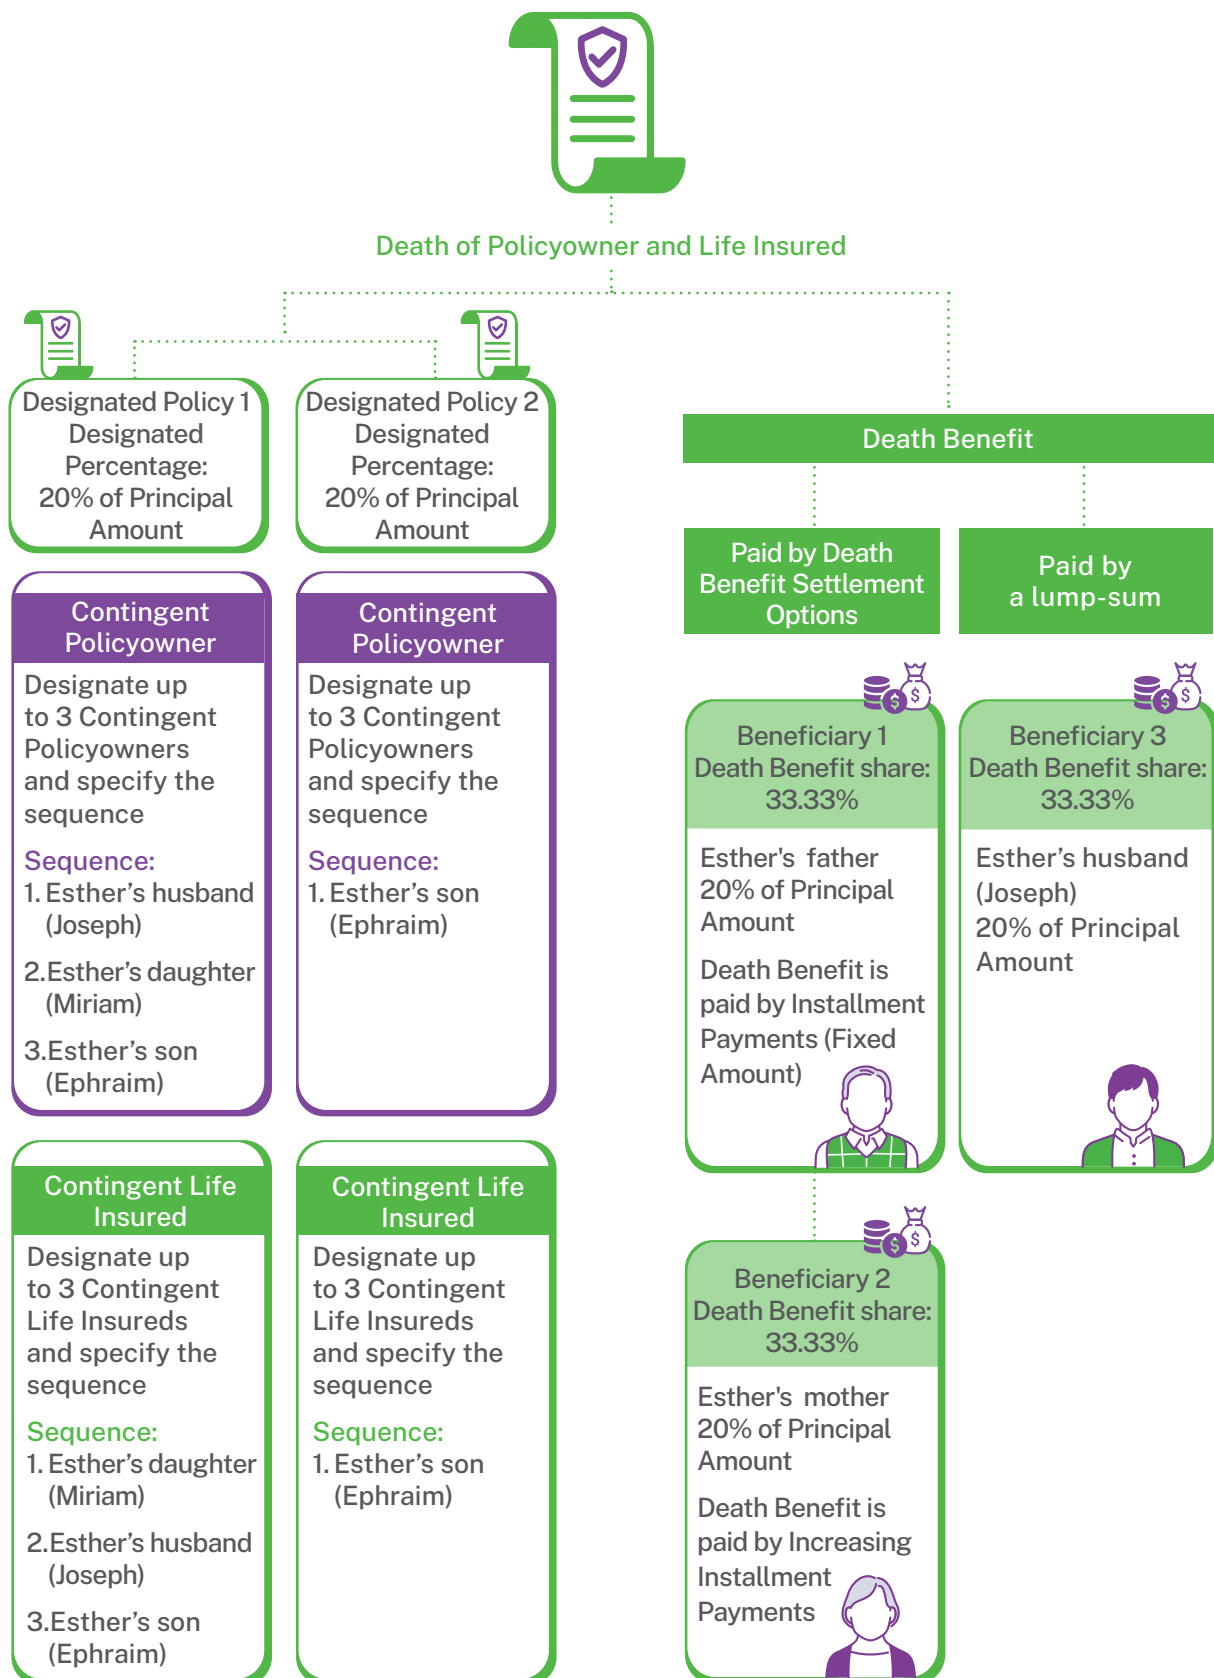 Death of Policyowner and Life Insured
Designated Policy 1
Designated
Percentage:
20% of Principal
Amount
Designated Policy 2
Designated
Percentage:
20% of Principal
Amount
Contingent
Policyowner
Designate up
to 3 Contingent
Policyowners
and specify the
sequence
Sequence:
1. Esther’s husband
(Joseph)
2.Esther’s daughter
(Miriam)
3.Esther’s son
(Ephraim)
Contingent
Policyowner
Designate up
to 3 Contingent
Policyowners
and specify the
sequence
Sequence:
1. Esther’s son
(Ephraim)
Contingent Life
Insured
Designate up
to 3 Contingent
Life Insureds
and specify the
sequence
Sequence:
1. Esther’s daughter
(Miriam)
2.Esther’s husband
(Joseph)
3.Esther’s son
(Ephraim)
Contingent Life
Insured
Designate up
to 3 Contingent
Life Insureds
and specify the
sequence
Sequence:
1. Esther’s son
(Ephraim)
Death Benefit
Paid by Death
Benefit Settlement
Options
Paid by
a lump-sum
$ $
Beneficiary 1
Death Benefit share:
33.33%
Esther's father
20% of Principal
Amount
Death Benefit is
paid by Installment
Payments (Fixed
Amount)
$ $
Beneficiary 3
Death Benefit share:
33.33%
Esther’s husband
(Joseph)
20% of Principal
Amount
$ $
Beneficiary 2
Death Benefit share:
33.33%
Esther's mother
20% of Principal
Amount
Death Benefit is
paid by Increasing
Installment
Payments